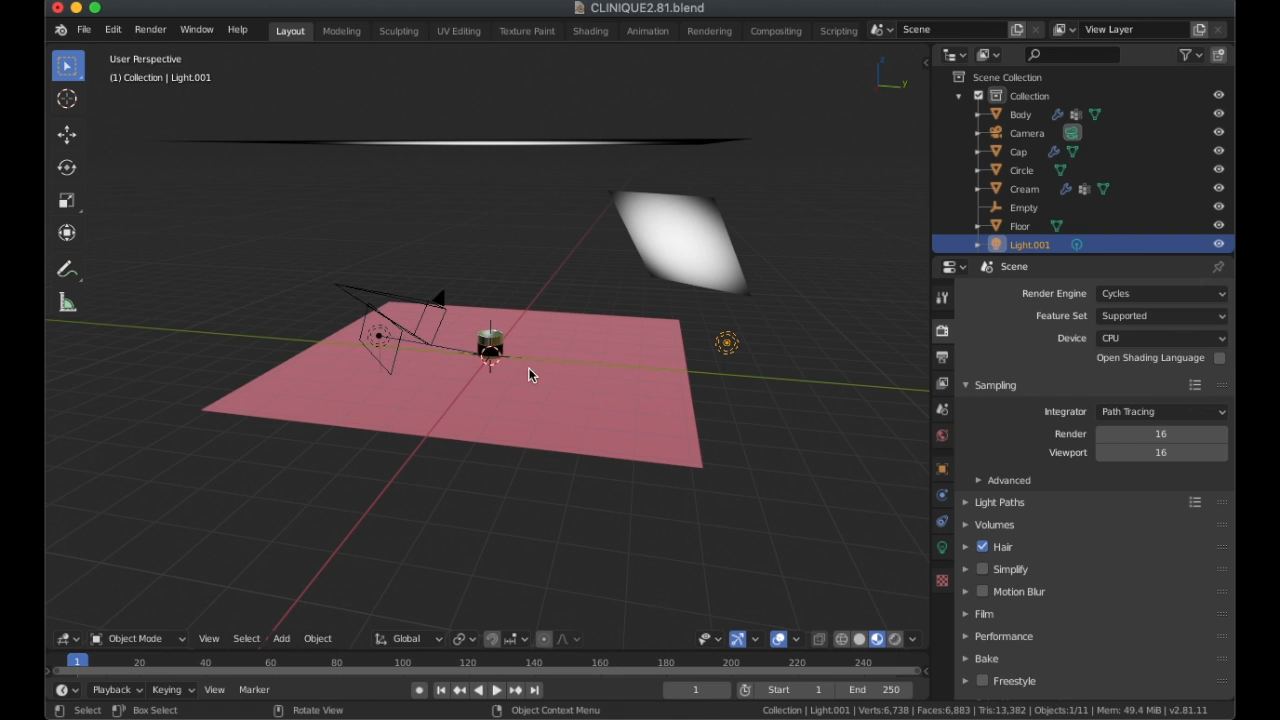 CLINIQUE2.81.blend
File Edit Render Window Help Layout Modeling Sculpting UV Editing Texture Paint Shading Animation Rendering Compositing Scripting Scene View Layer
User Perspective
(1) Collection | Light.001
z
y
Scene Collection
Collection
Body
Camera
Cap
Circle
Cream
Empty
Floor
Light.001
Scene
Render Engine Cycles
Feature Set Supported
Device CPU
Open Shading Language
Sampling
Integrator Path Tracing
Render 16
Viewport 16
Advanced
Light Paths
Volumes
Hair
Simplify
Motion Blur
Film
Performance
Bake
Freestyle
Object Mode View Select Add Object Global
1 20 40 60 80 100 120 140 160 180 200 220 240
Playback Keying View Marker 1 Start 1 End 250
Select Box Select Rotate View Object Context Menu Collection | Light.001 | Verts:6,738 | Faces:6,883 | Tris:13,382 | Objects:1/11 | Mem: 49.4 MiB | v2.81.11